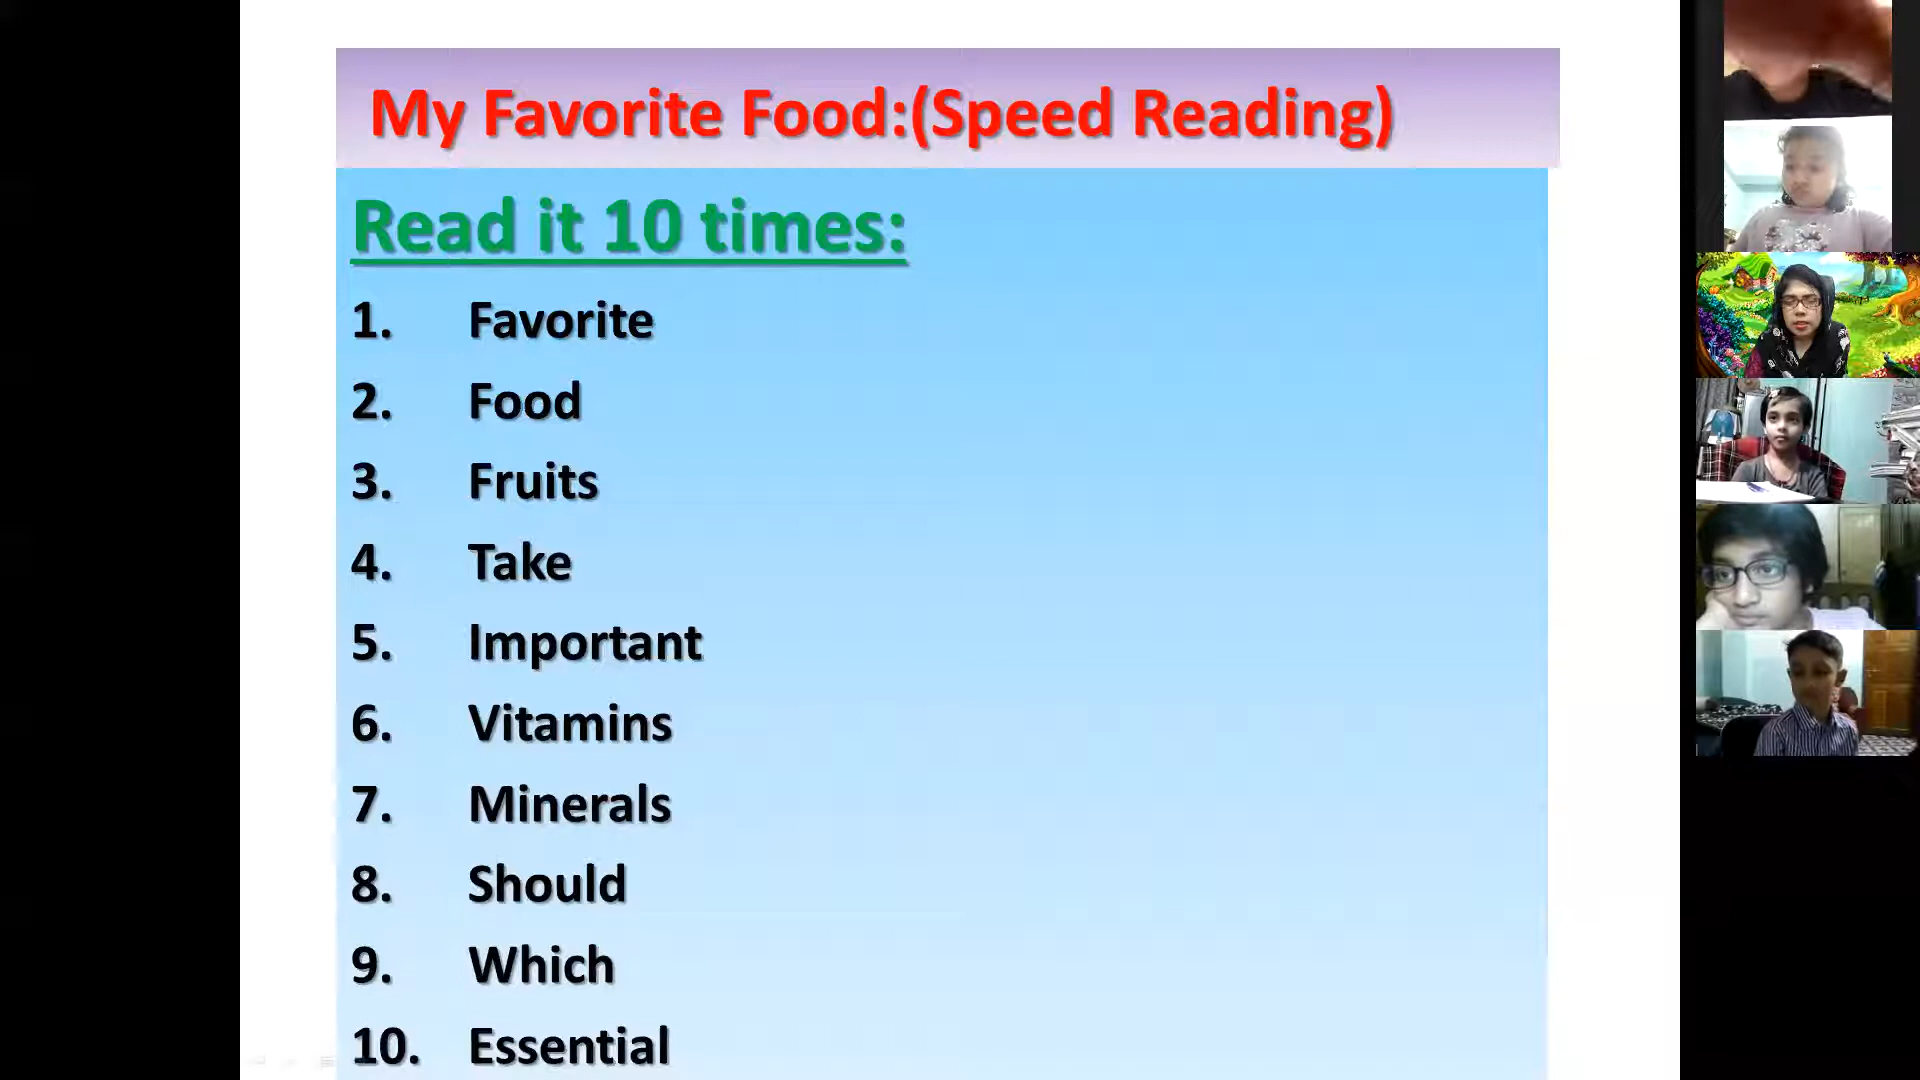 My Favorite Food:(Speed Reading)
Read it 10 times:
1. Favorite
2. Food
3. Fruits
4. Take
5. Important
6. Vitamins
7. Minerals
8. Should
9. Which
10. Essential